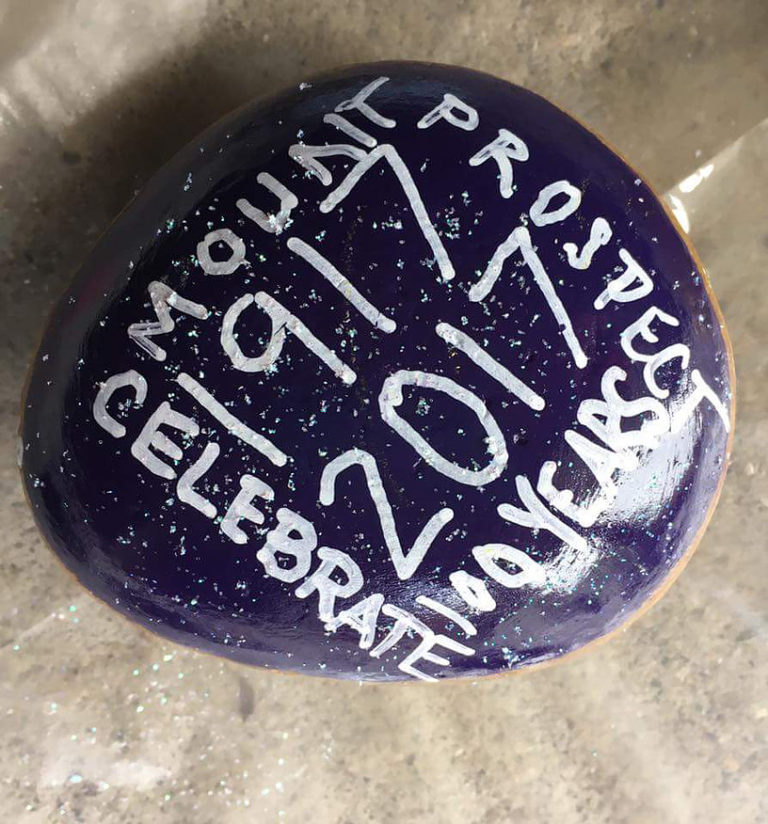 MOUNT PROSPECT
1917
2017
CELEBRATE 100 YEARS